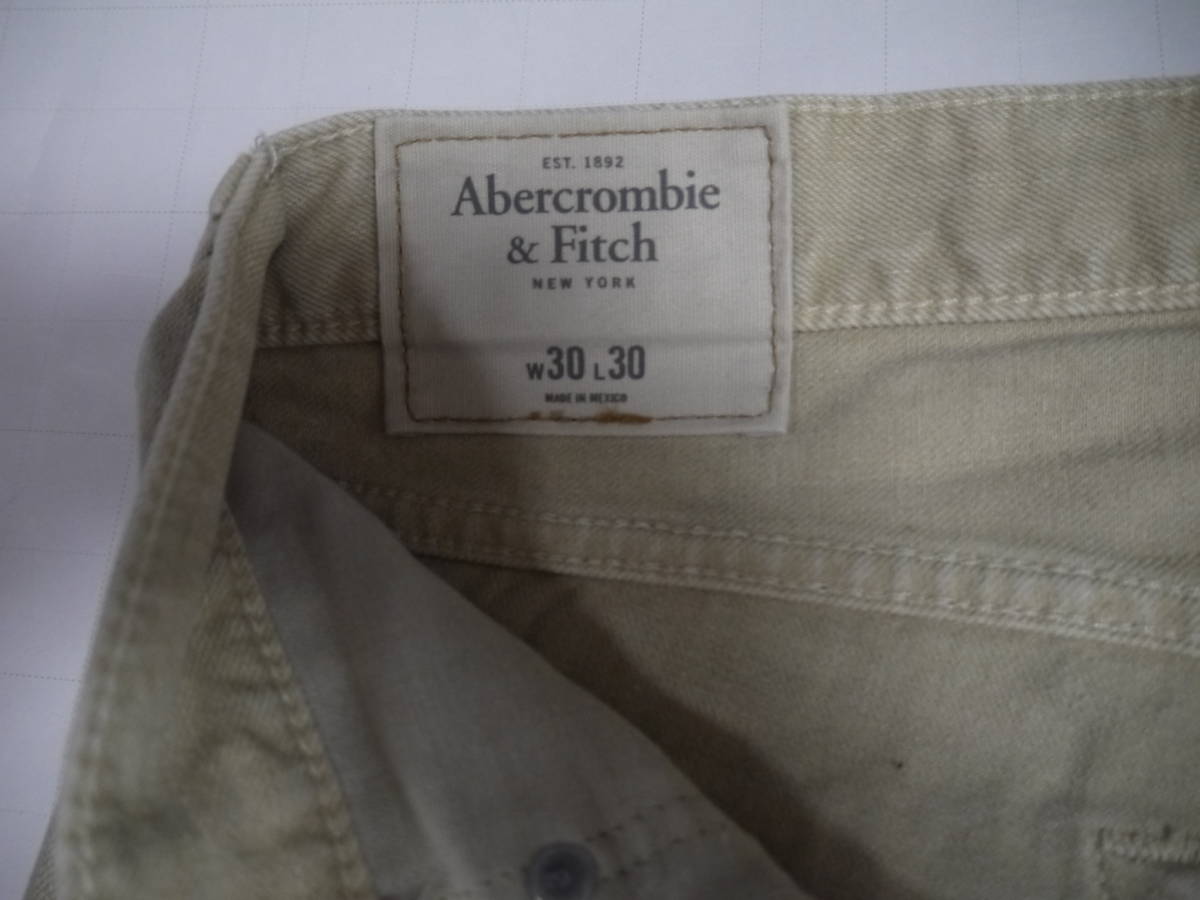 EST. 1892
Abercrombie
& Fitch
NEW YORK
W30 L30
MADE IN MEXICO